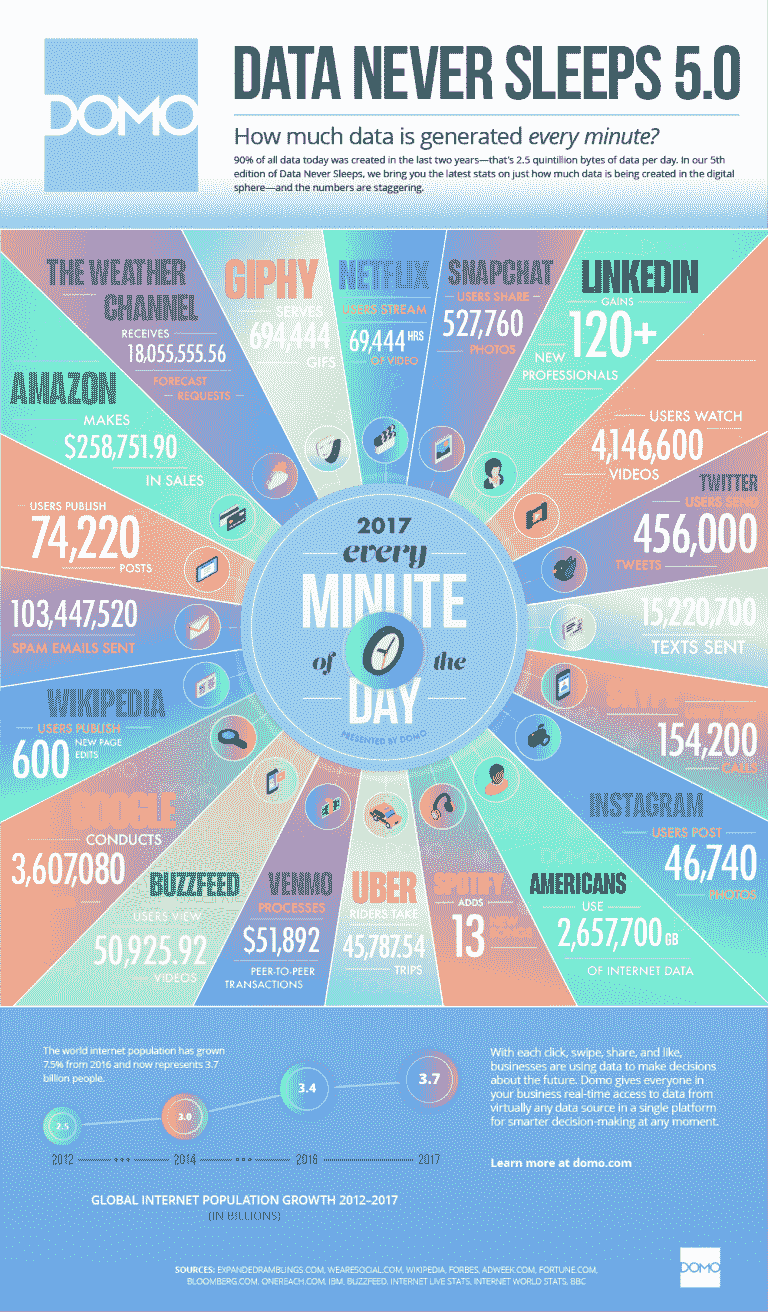 DOMO
DATA NEVER SLEEPS 5.0
How much data is generated every minute?
90% of all data today was created in the last two years—that's 2.5 quintillion bytes of data per day. In our 5th
edition of Data Never Sleeps, we bring you the latest stats on just how much data is being created in the digital
sphere—and the numbers are staggering.
THE WEATHER
CHANNEL
RECEIVES
18,055,555.56
FORECAST
REQUESTS
GIPHY
SERVES
694,444
GIFS
NETFLIX
USERS STREAM
69,444 HRS
OF VIDEO
SNAPCHAT
USERS SHARE
527,760
PHOTOS
LINKEDIN
GAINS
120+
NEW
PROFESSIONALS
USERS WATCH
4,146,600
VIDEOS
TWITTER
USERS SEND
456,000
TWEETS
15,220,700
TEXTS SENT
154,200
CALLS
INSTAGRAM
USERS POST
46,740
PHOTOS
AMERICANS
USE
2,657,700 GB
OF INTERNET DATA
SPOTIFY
ADDS
13
UBER
RIDERS TAKE
45,787.54
TRIPS
VENMO
PROCESSES
$51,892
PEER-TO-PEER
TRANSACTIONS
BUZZFEED
USERS VIEW
50,925.92
VIDEOS
GOOGLE
CONDUCTS
3,607,080
WIKIPEDIA
USERS PUBLISH
600 NEW PAGE
EDITS
103,447,520
SPAM EMAILS SENT
USERS PUBLISH
74,220
POSTS
AMAZON
MAKES
$258,751.90
IN SALES
2017
every
MINUTE
of the
DAY
PRESENTED BY DOMO
The world internet population has grown
7.5% from 2016 and now represents 3.7
billion people.
2.5
3.0
3.4
3.7
2012
2014
2016
2017
GLOBAL INTERNET POPULATION GROWTH 2012–2017
(IN BILLIONS)
With each click, swipe, share, and like,
businesses are using data to make decisions
about the future. Domo gives everyone in
your business real-time access to data from
virtually any data source in a single platform
for smarter decision-making at any moment.
Learn more at domo.com
SOURCES: EXPANDEDRAMBLINGS.COM, WEARESOCIAL.COM, WIKIPEDIA, FORBES, ADWEEK.COM, FORTUNE.COM,
BLOOMBERG.COM, ONEREACH.COM, IBM, BUZZFEED, INTERNET LIVE STATS, INTERNET WORLD STATS, BBC
DOMO